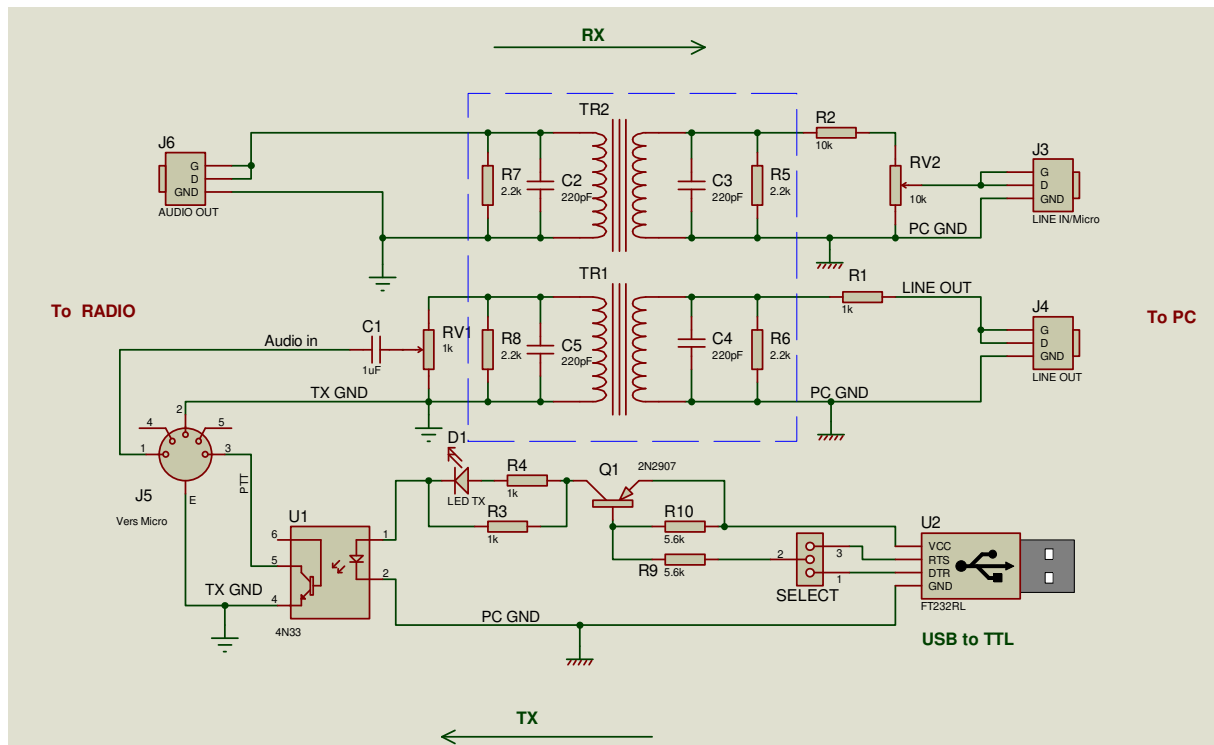 RX
TR2
J6
G
D
GND
AUDIO OUT
R7
2.2k
C2
220pF
C3
220pF
R5
2.2k
R2
10k
RV2
10k
J3
G
D
GND
LINE IN/Micro
PC GND
TR1
To RADIO
Audio in
C1
1uF
RV1
1k
R8
2.2k
C5
220pF
C4
220pF
R6
2.2k
R1
1k
LINE OUT
J4
G
D
GND
LINE OUT
To PC
TX GND
PC GND
2
4
5
1
3
E
J5
Vers Micro
PTT
D1
LED TX
R4
1k
R3
1k
Q1
2N2907
R10
5.6k
R9
5.6k
2
3
1
SELECT
U2
VCC
RTS
DTR
GND
FT232RL
USB to TTL
U1
6
5
4
1
2
4N33
TX GND
PC GND
TX